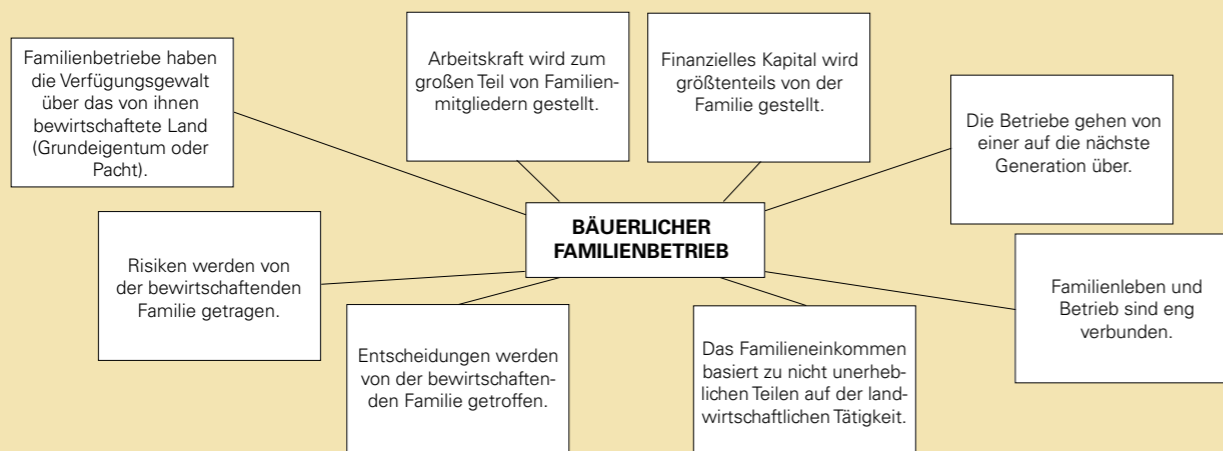 Familienbetriebe haben
die Verfügungsgewalt
über das von ihnen
bewirtschaftete Land
(Grundeigentum oder
Pacht).
Arbeitskraft wird zum
großen Teil von Familien-
mitgliedern gestellt.
Finanzielles Kapital wird
größtenteils von der
Familie gestellt.
Die Betriebe gehen von
einer auf die nächste
Generation über.
BÄUERLICHER
FAMILIENBETRIEB
Risiken werden von
der bewirtschaftenden
Familie getragen.
Entscheidungen werden
von der bewirtschaften-
den Familie getroffen.
Das Familieneinkommen
basiert zu nicht unerheb-
lichen Teilen auf der land-
wirtschaftlichen Tätigkeit.
Familienleben und
Betrieb sind eng
verbunden.